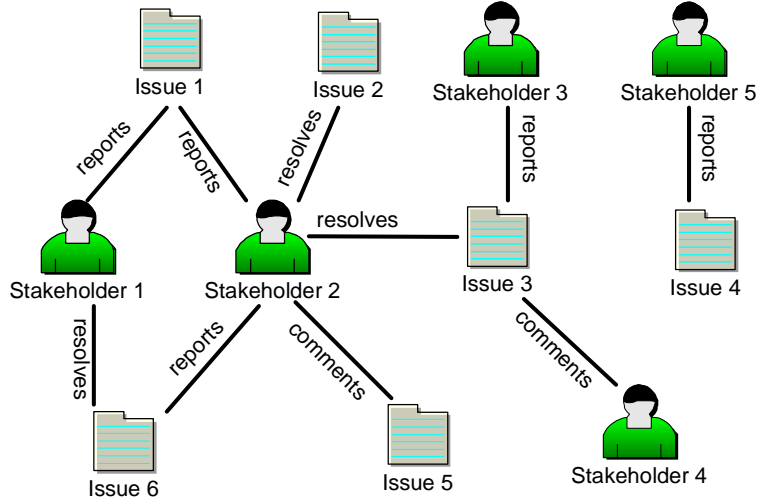 Issue 1
Issue 2
Stakeholder 3
Stakeholder 5
reports
reports
resolves
reports
reports
resolves
Stakeholder 1
Stakeholder 2
Issue 3
Issue 4
resolves
reports
comments
comments
Issue 6
Issue 5
Stakeholder 4